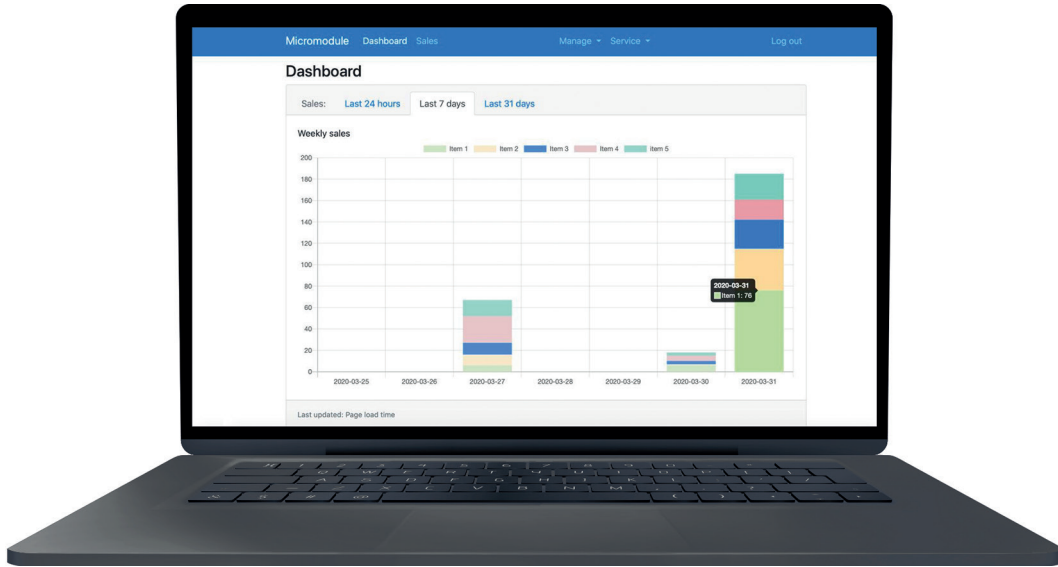 Micromodule Dashboard Sales Manage Service Log out
Dashboard
Sales: Last 24 hours Last 7 days Last 31 days
Weekly sales
Item 1 Item 2 Item 3 Item 4 Item 5
200
180
160
140
120
100
80
60
40
20
0
2020-03-31
Item 1: 76
2020-03-25 2020-03-26 2020-03-27 2020-03-28 2020-03-29 2020-03-30 2020-03-31
Last updated: Page load time